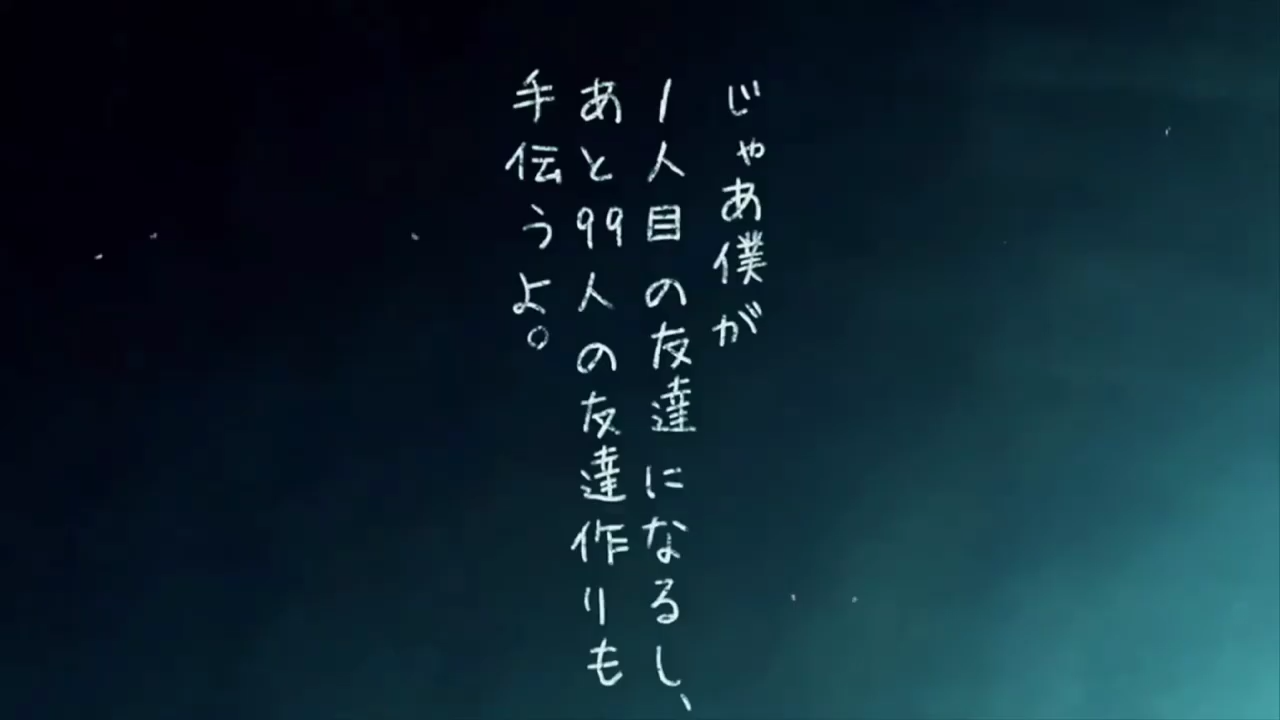 じゃあ僕が
1人目の友達になるし、
あと99人の友達作りも
手伝うよ。